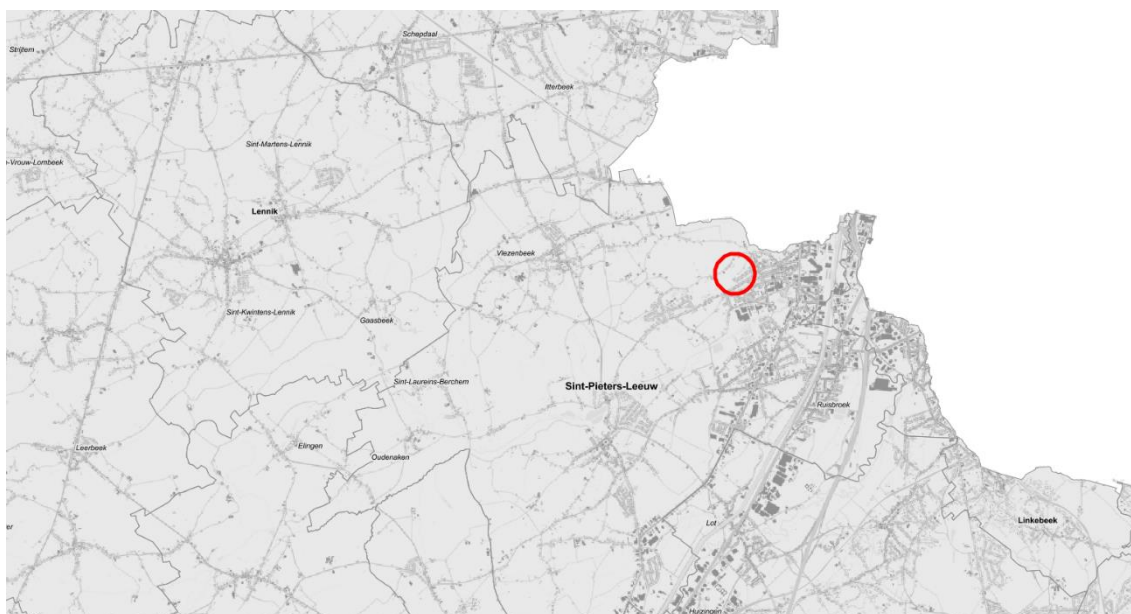 Schepdaal
Strijtem
Itterbeek
Sint-Martens-Lennik
-Vrouw-Lombeek
Lennik
Vlezenbeek
Sint-Kwintens-Lennik
Gaasbeek
Sint-Laureins-Berchem
Sint-Pieters-Leeuw
Ruisbroek
Leerbeek
Elingen
Oudenaken
Lot
Linkebeek
Huizingen